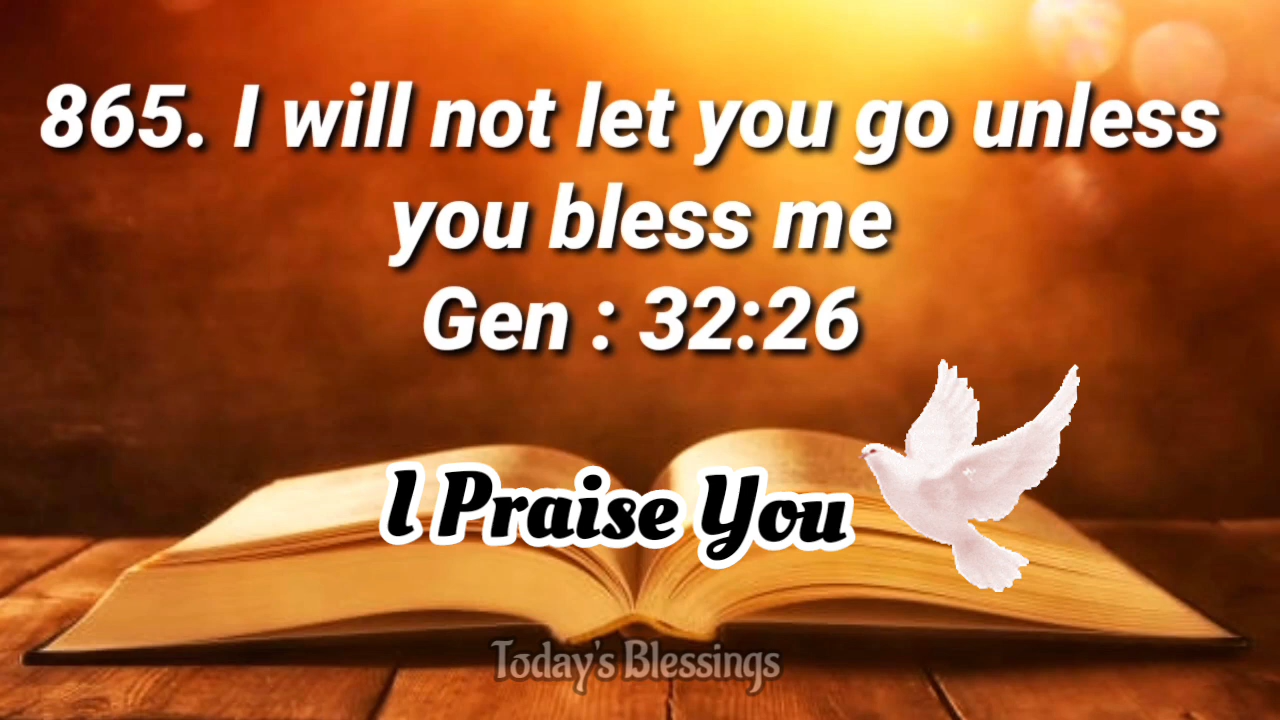 865. I will not let you go unless
you bless me
Gen : 32:26
I Praise You
Today's Blessings